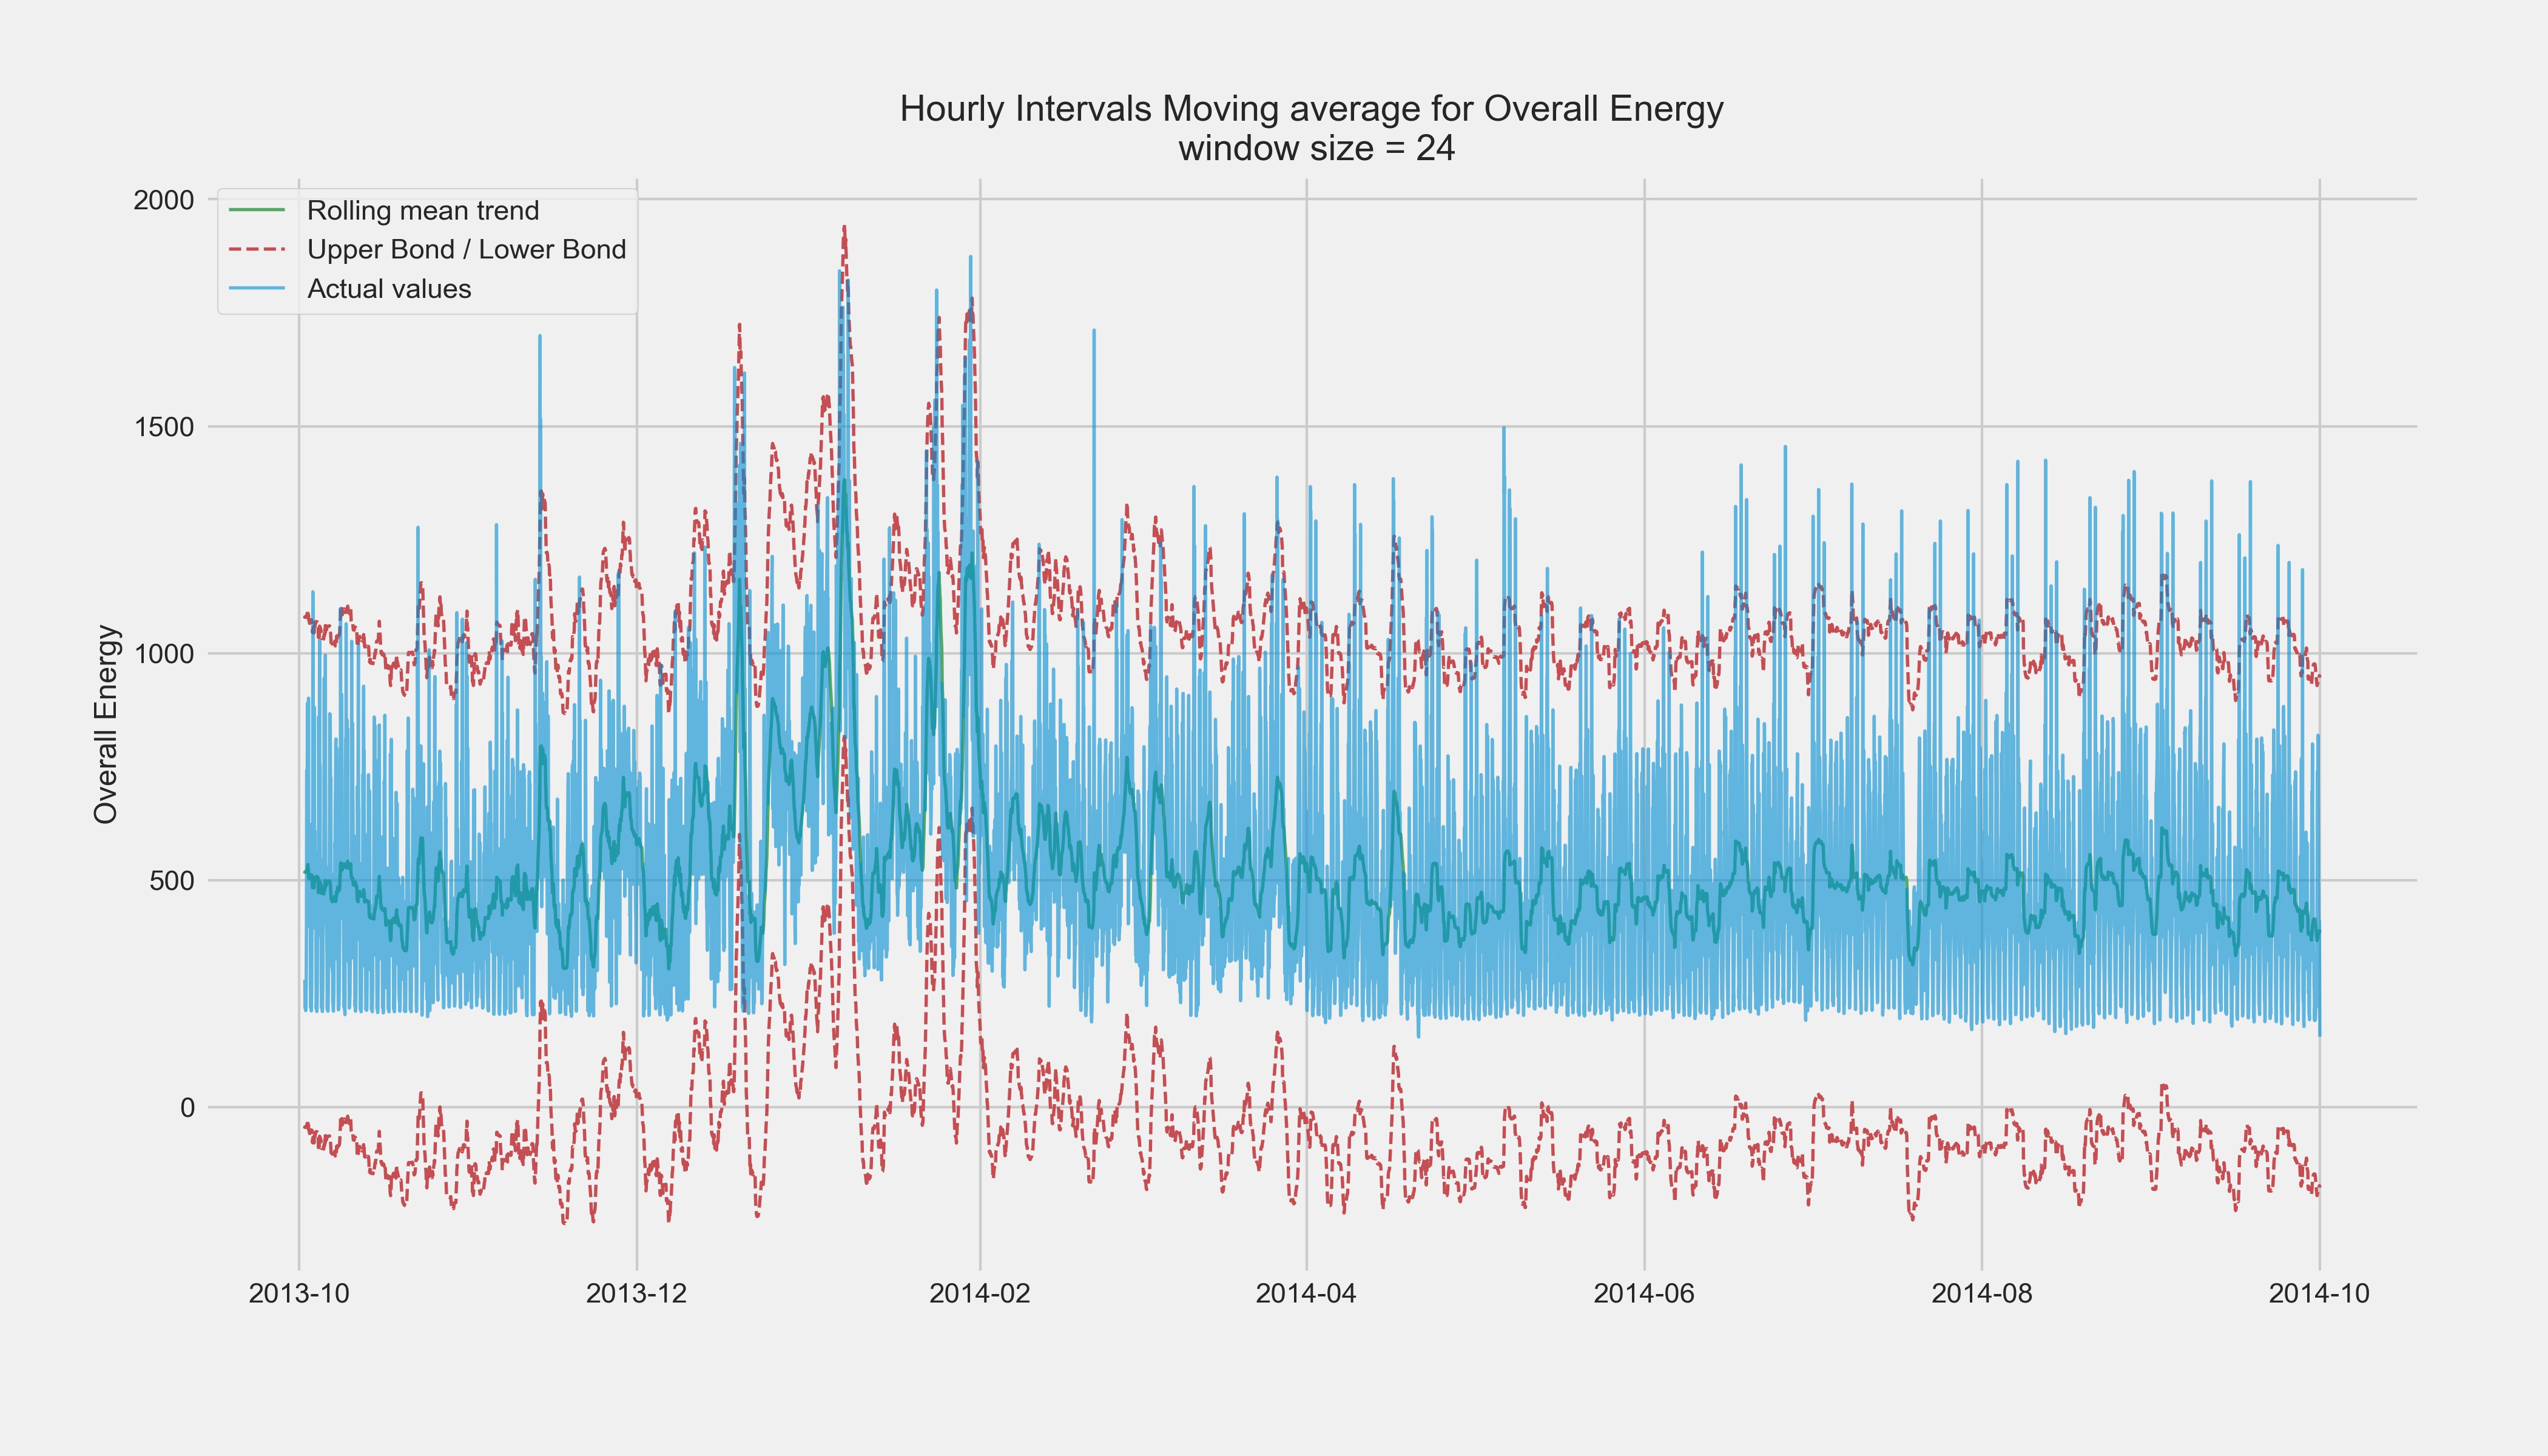 Hourly Intervals Moving average for Overall Energy
window size = 24
Rolling mean trend
Upper Bond / Lower Bond
Actual values
Overall Energy
2000
1500
1000
500
0
2013-10
2013-12
2014-02
2014-04
2014-06
2014-08
2014-10